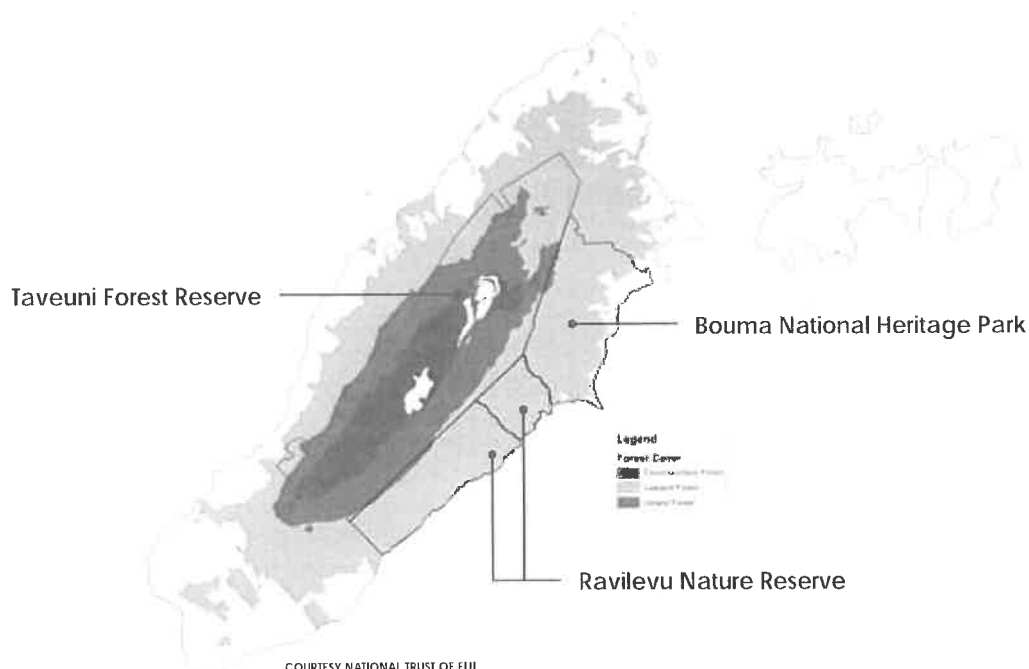 Taveuni Forest Reserve
Bouma National Heritage Park
Legend
Forest Cover
Ravilevu Nature Reserve
COURTESY NATIONAL TRUST OF FIJI